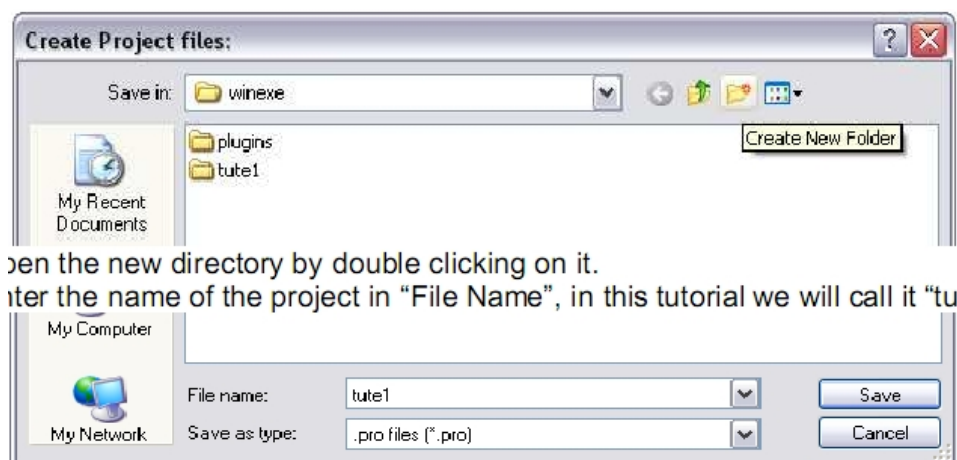 Create Project files:
Save in: winexe
Create New Folder
plugins
tute1
My Recent
Documents
the new directory by double clicking on it.
the name of the project in “File Name”, in this tutorial we will call it “tu
My Computer
File name: tute1 Save
My Network Save as type: .pro files (*.pro) Cancel